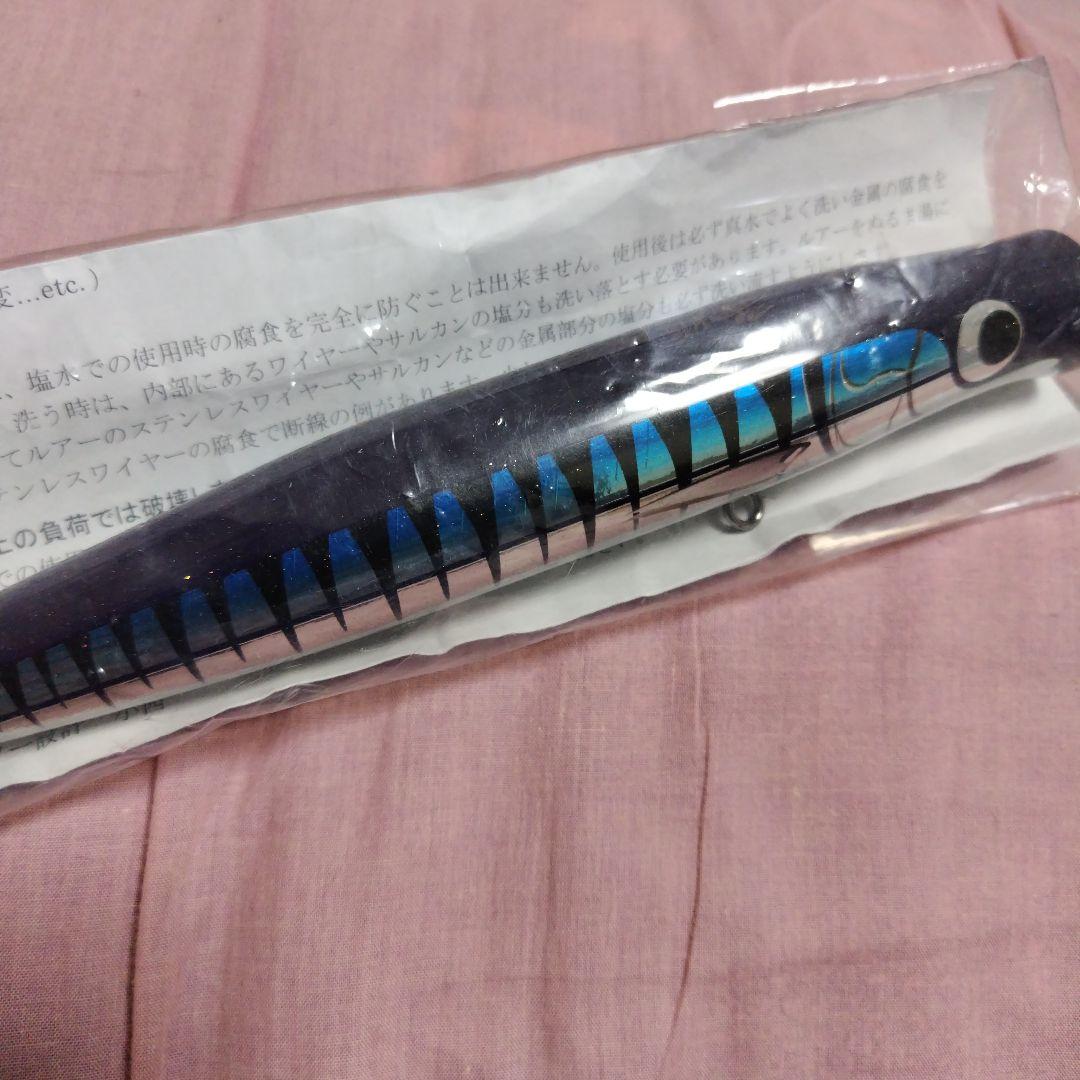 変...etc.)
、塩水での使用時の腐食を完全に防ぐことは出来ません。使用後は必ず真水でよく洗い金属の腐食を
、洗う時は、内部にあるワイヤーやサルカンの塩分も洗い落とす必要があります。ルアーをぬるま湯に
てルアーのステンレスワイヤーやサルカンなどの金属部分の塩分も必ず洗い流すようにしさ
テンレスワイヤーの腐食で断線の例があります
上の負荷では破壊し
での使用